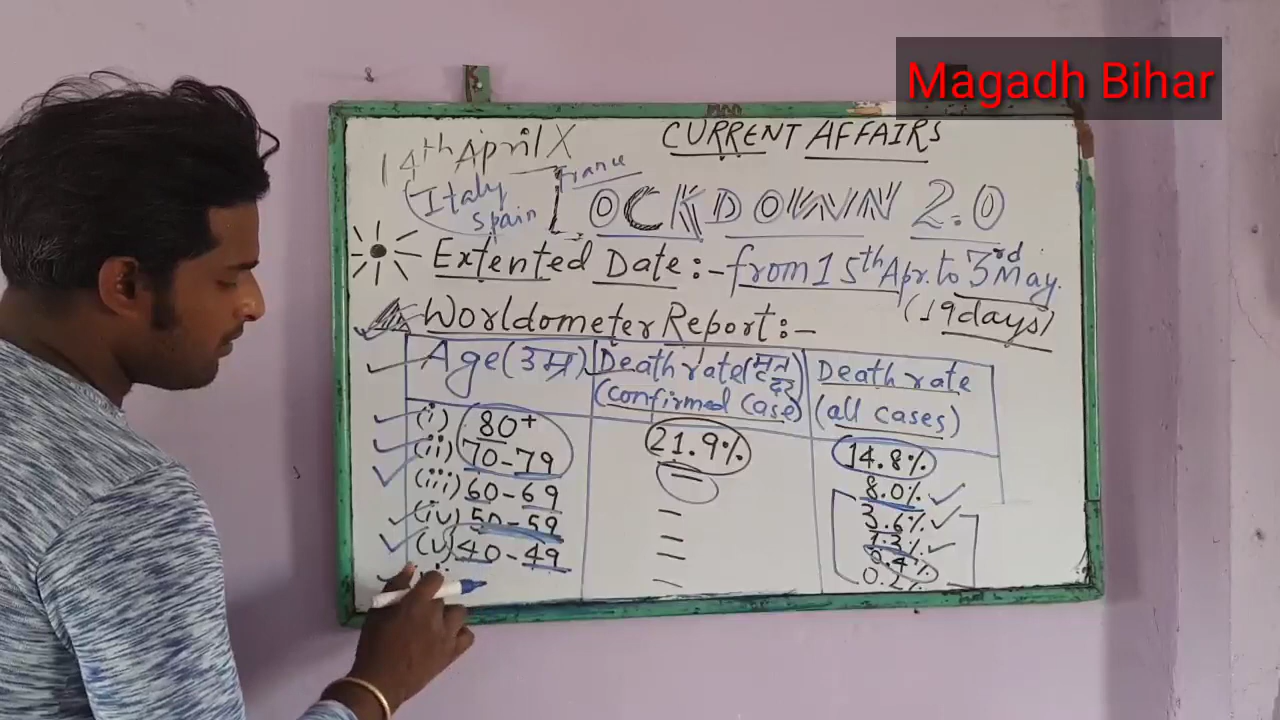 Magadh Bihar
14th April X
CURRENT AFFAIRS
Italy
Spain
France
LOCKDOWN 2.0
Extented Date:- from 15th Apr. to 3rd May.
(19 days)
Worldometer Report:-
Age (उम्र) Death rate (मृत्यु दर) Death rate
(confirmed case) (all cases)
(i) 80+ 21.9% 14.8%
(ii) 70-79 — 8.0%
(iii) 60-69 — 3.6%
(iv) 50-59 — 1.3%
(v) 40-49 — 0.4%
— 0.2%